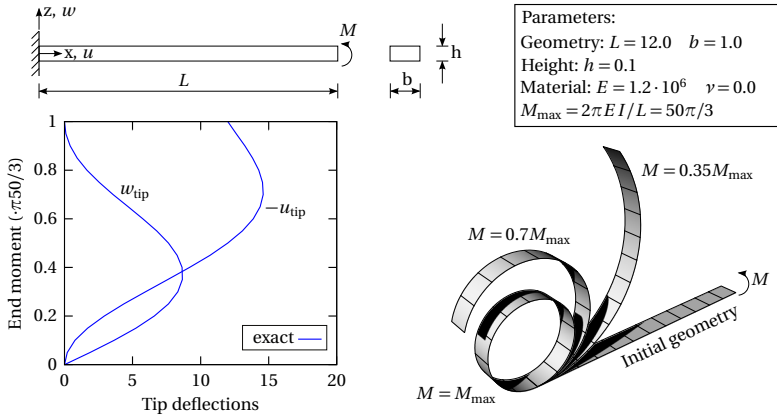 z, w
M
x, u
h
b
L
Parameters:
Geometry: L = 12.0 b = 1.0
Height: h = 0.1
Material: E = 1.2 · 10⁶ ν = 0.0
M_max = 2πEI/L = 50π/3
1
0.8
0.6
0.4
0.2
0
End moment (·π50/3)
w_tip
−u_tip
exact
0
5
10
15
20
Tip deflections
M = 0.35M_max
M = 0.7M_max
M
Initial geometry
M = M_max